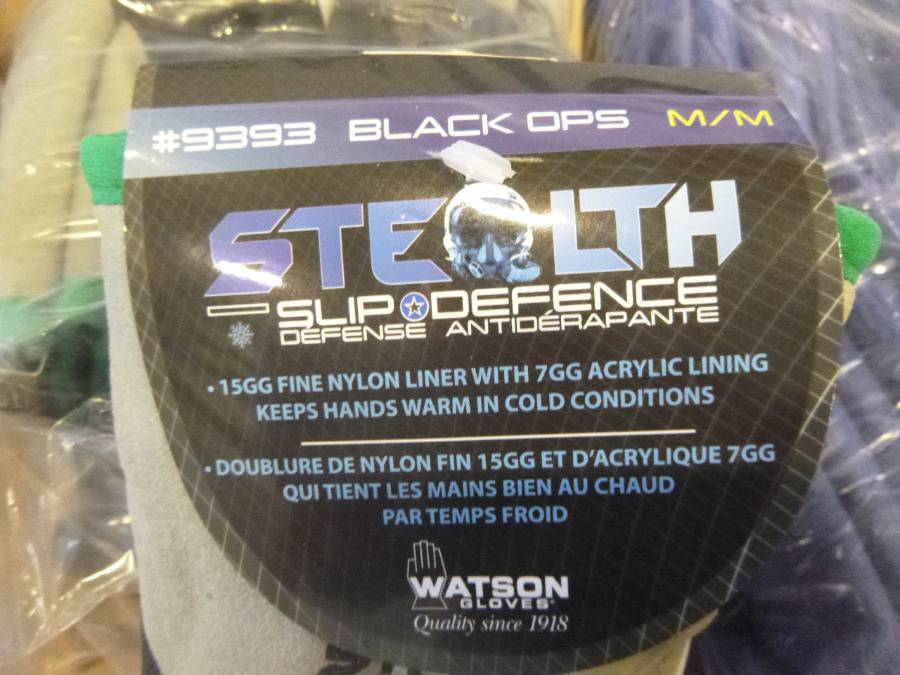 #9393 BLACK OPS M/M
STEALTH
SLIP DEFENCE
DÉFENSE ANTIDÉRAPANTE
• 15GG FINE NYLON LINER WITH 7GG ACRYLIC LINING
KEEPS HANDS WARM IN COLD CONDITIONS
• DOUBLURE DE NYLON FIN 15GG ET D'ACRYLIQUE 7GG
QUI TIENT LES MAINS BIEN AU CHAUD
PAR TEMPS FROID
WATSON
GLOVES
Quality since 1918